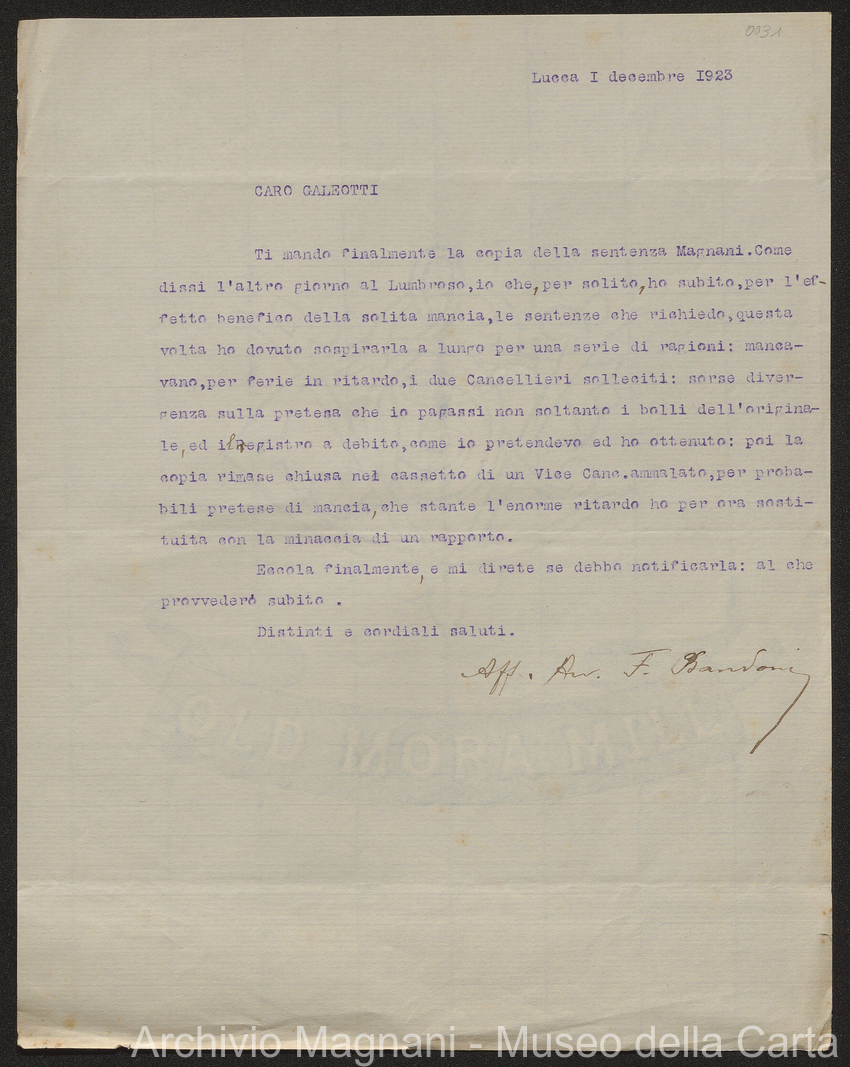 0031
Lucca I decembre I923
CARO GALEOTTI
Ti mando finalmente la copia della sentenza Magnani.Come
dissi l'altro giorno al Lumbroso,io che,per solito,ho subito,per l'ef-
fetto benefico della solita mancia,le sentenze che richiedo,questa
volta ho dovuto sospirarla a lungo per una serie di ragioni: manca-
vano,per ferie in ritardo,i due Cancellieri solleciti: sorse diver-
genza sulla pretesa che io pagassi non soltanto i bolli dell'origina-
le,ed il Registro a debito,come io pretendevo ed ho ottenuto: poi la
copia rimase chiusa nel cassetto di un Vice Canc.ammalato,per proba-
bili pretese di mancia,che stante l'enorme ritardo ho per ora sosti-
tuita con la minaccia di un rapporto.
Eccola finalmente,e mi direte se debbo notificarla: al che
provvederó subito .
Distinti e cordiali saluti.
Aff. Av. F. Bandoni
OLD MORA MILL
Archivio Magnani - Museo della Carta